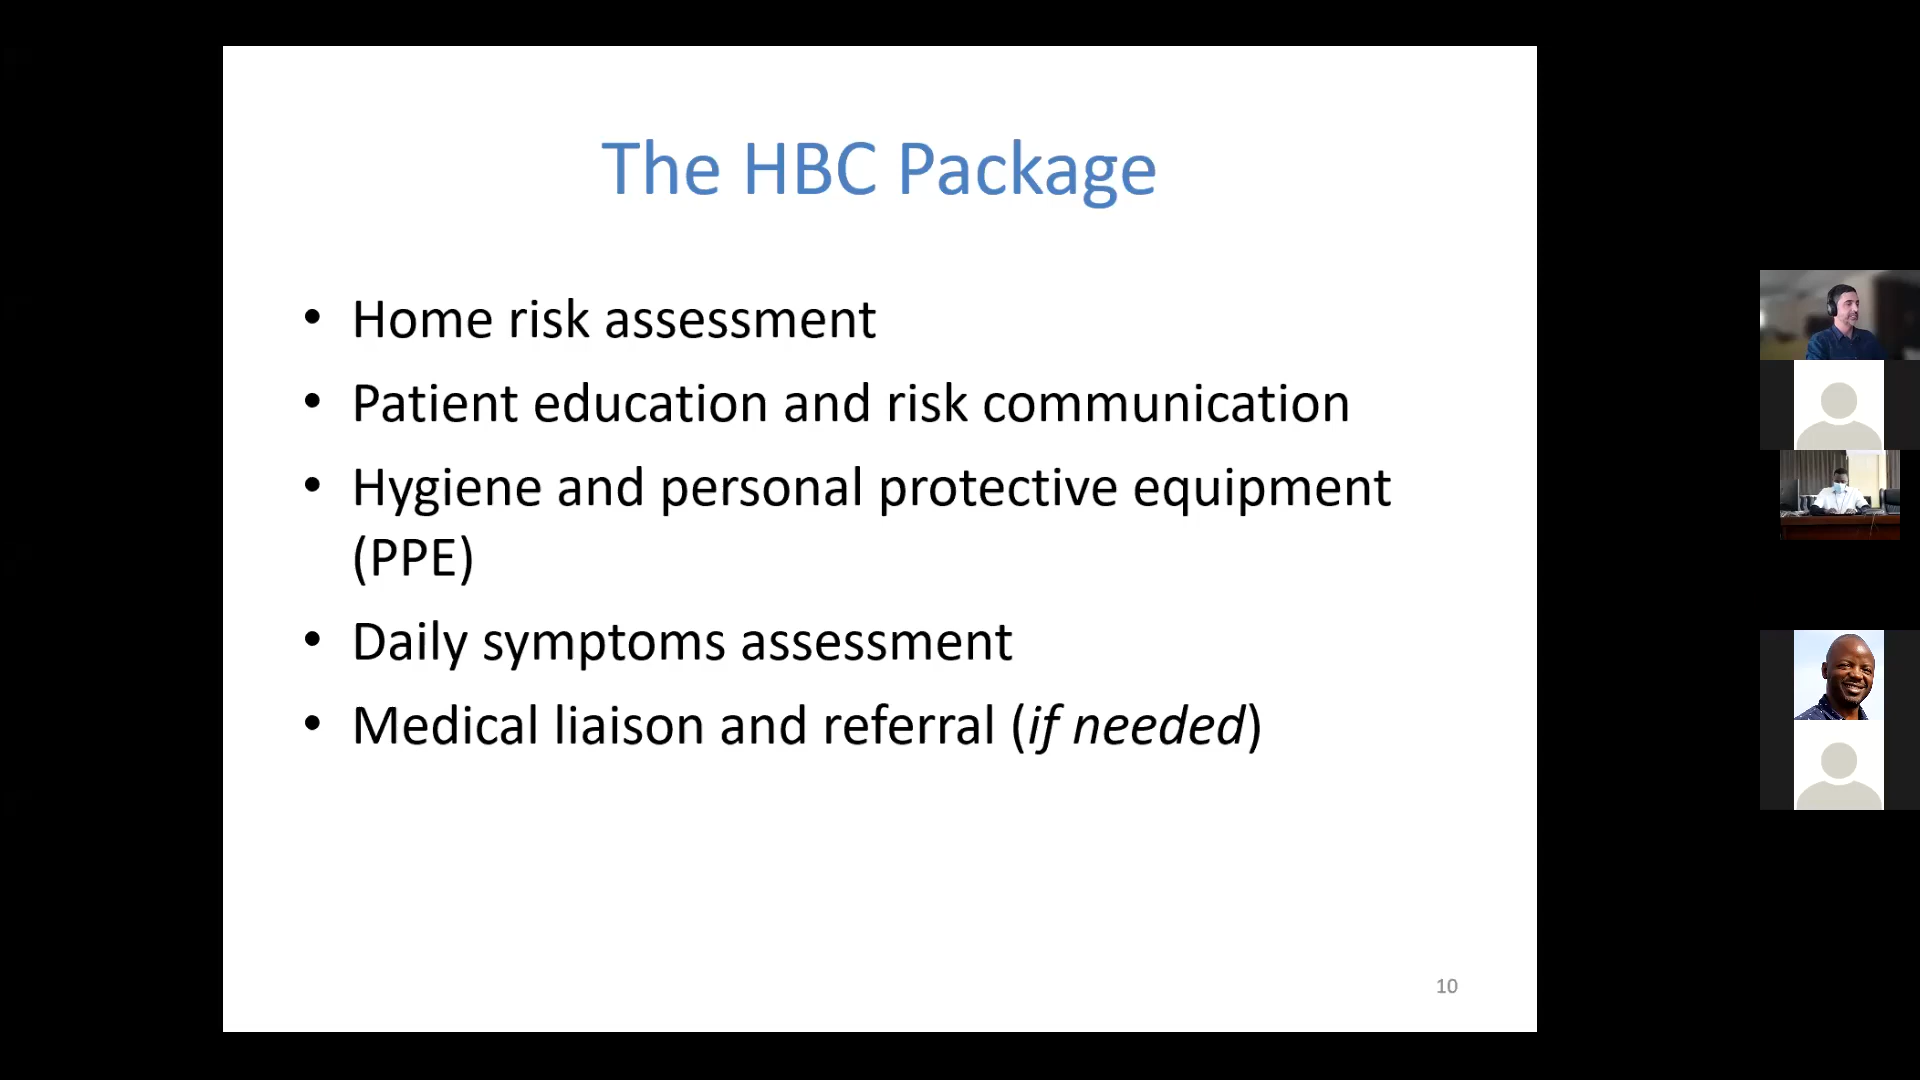 The HBC Package
• Home risk assessment
• Patient education and risk communication
• Hygiene and personal protective equipment
(PPE)
• Daily symptoms assessment
• Medical liaison and referral (if needed)
10